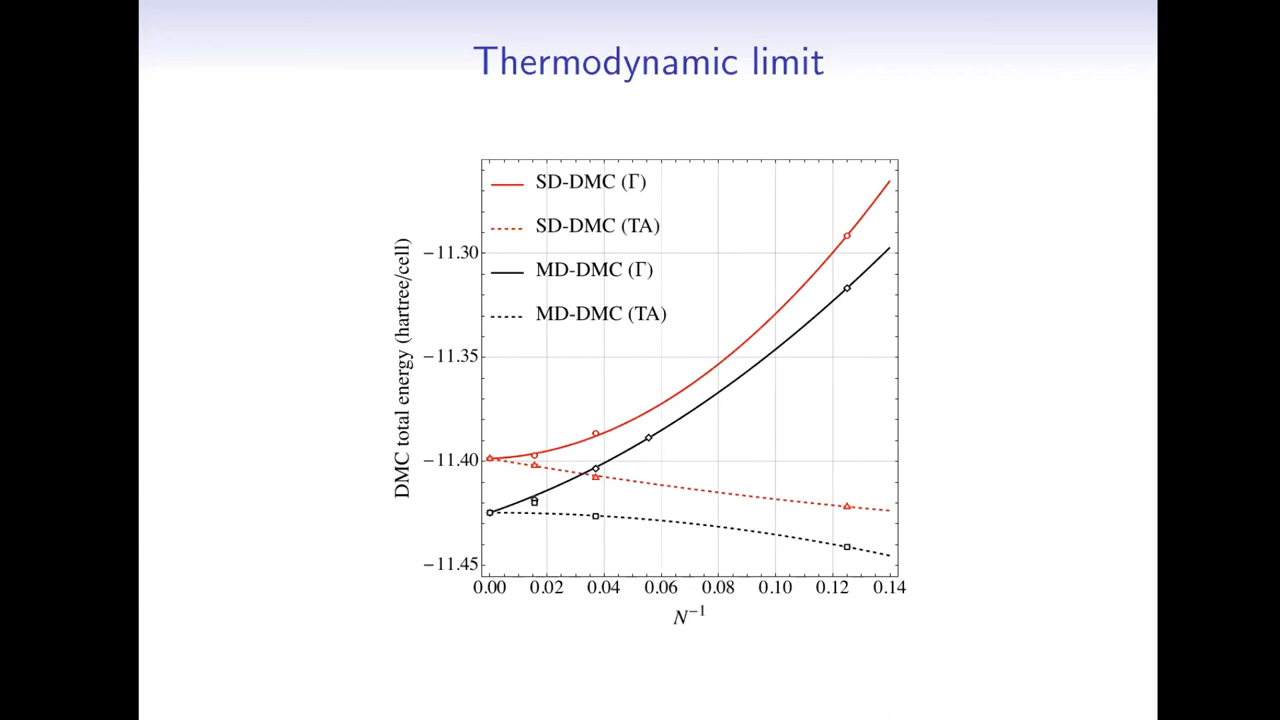 Thermodynamic limit
SD-DMC (Γ)
SD-DMC (TA)
MD-DMC (Γ)
MD-DMC (TA)
DMC total energy (hartree/cell)
−11.30
−11.35
−11.40
−11.45
0.00 0.02 0.04 0.06 0.08 0.10 0.12 0.14
N⁻¹